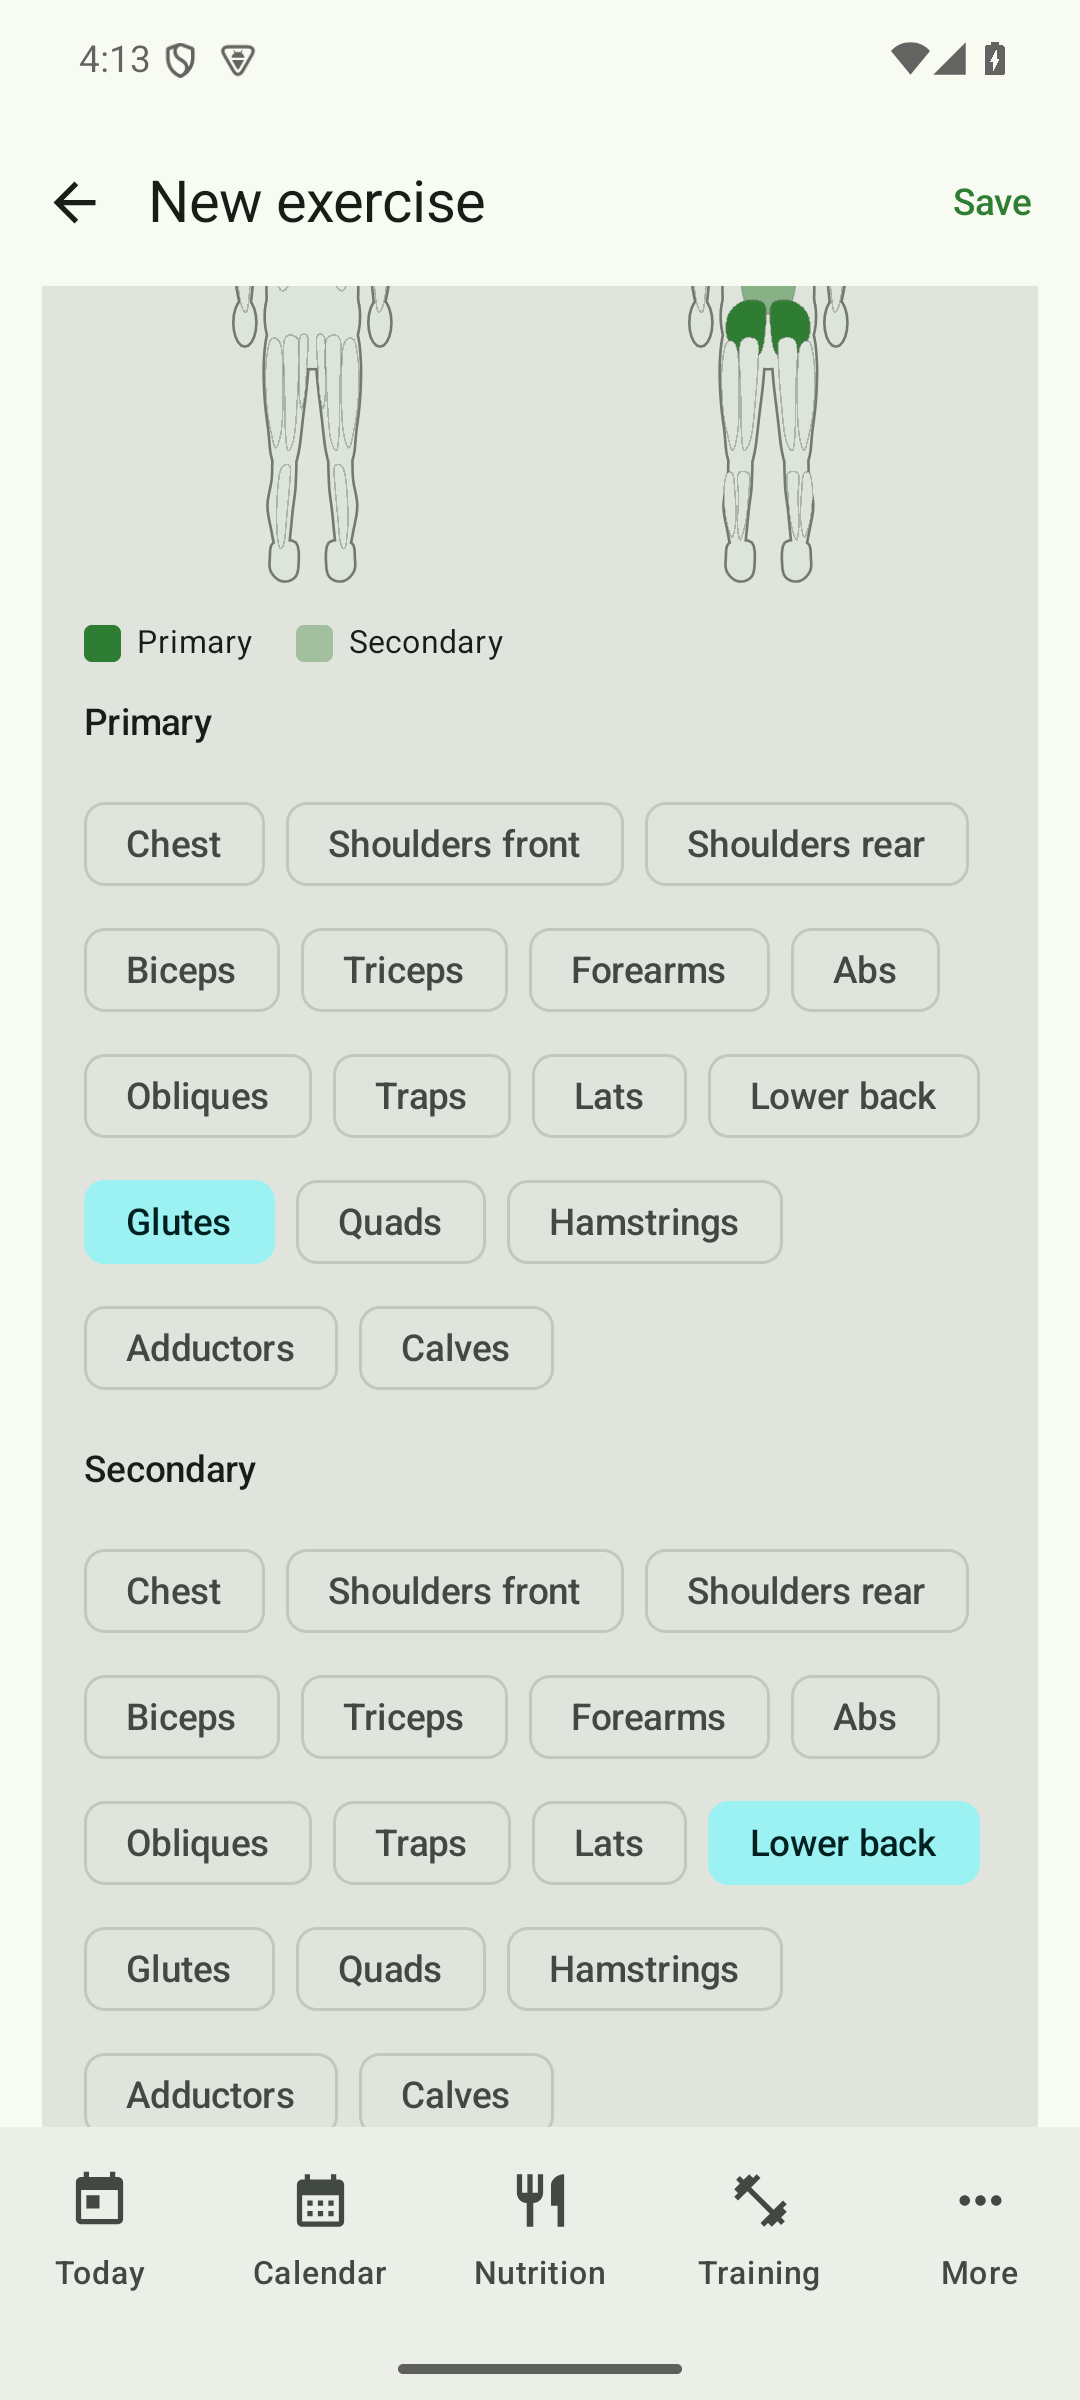 4:13
New exercise
Save
Primary Secondary
Primary
Chest Shoulders front Shoulders rear
Biceps Triceps Forearms Abs
Obliques Traps Lats Lower back
Glutes Quads Hamstrings
Adductors Calves
Secondary
Chest Shoulders front Shoulders rear
Biceps Triceps Forearms Abs
Obliques Traps Lats Lower back
Glutes Quads Hamstrings
Adductors Calves
Today Calendar Nutrition Training More